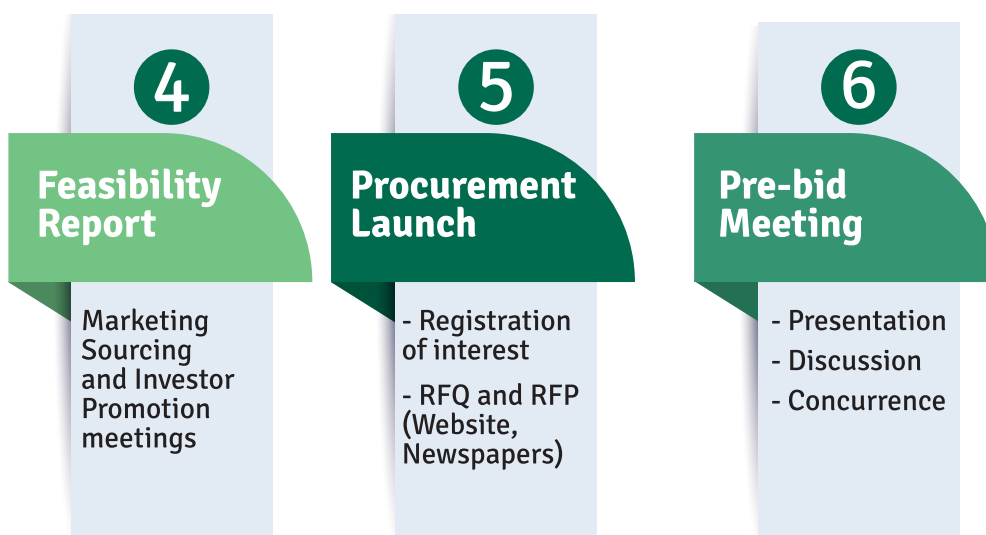 4
Feasibility
Report
Marketing
Sourcing
and Investor
Promotion
meetings
5
Procurement
Launch
- Registration
of interest
- RFQ and RFP
(Website,
Newspapers)
6
Pre-bid
Meeting
- Presentation
- Discussion
- Concurrence